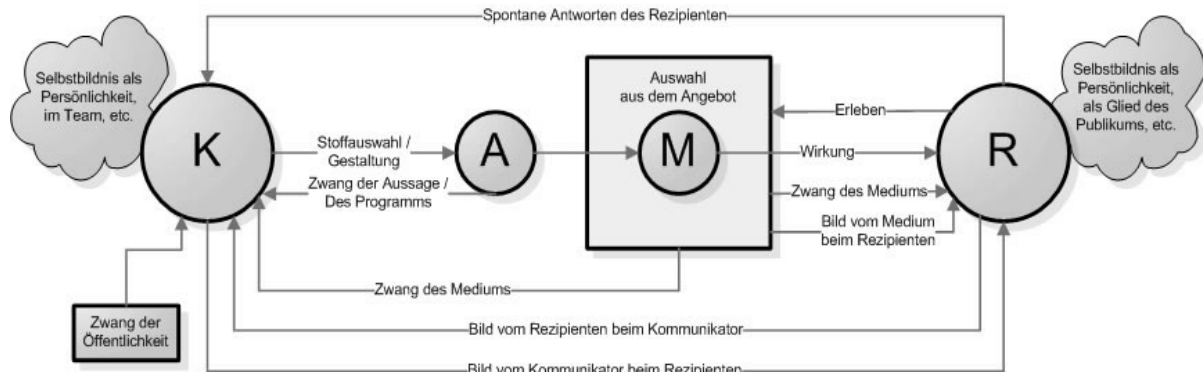 Spontane Antworten des Rezipienten
Selbstbildnis als
Persönlichkeit,
im Team, etc.
K
Stoffauswahl /
Gestaltung
Zwang der Aussage /
Des Programms
A
Auswahl
aus dem Angebot
M
Erleben
Wirkung
Zwang des Mediums
Bild vom Medium
beim Rezipienten
R
Selbstbildnis als
Persönlichkeit,
als Glied des
Publikums, etc.
Zwang des Mediums
Zwang der
Öffentlichkeit
Bild vom Rezipienten beim Kommunikator
Bild vom Kommunikator beim Rezipienten